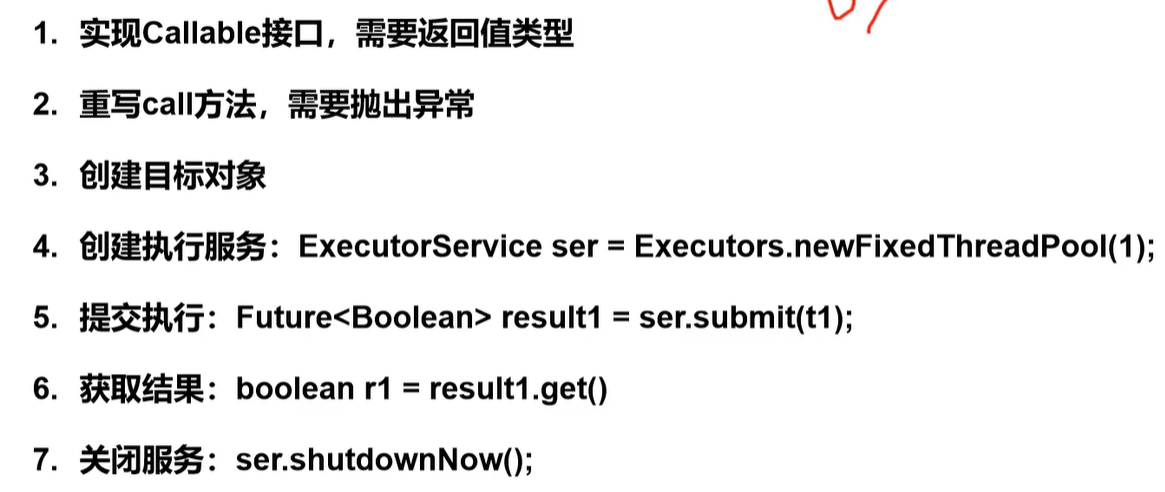 1. 实现Callable接口，需要返回值类型
2. 重写call方法，需要抛出异常
3. 创建目标对象
4. 创建执行服务：ExecutorService ser = Executors.newFixedThreadPool(1);
5. 提交执行：Future<Boolean> result1 = ser.submit(t1);
6. 获取结果：boolean r1 = result1.get()
7. 关闭服务：ser.shutdownNow();